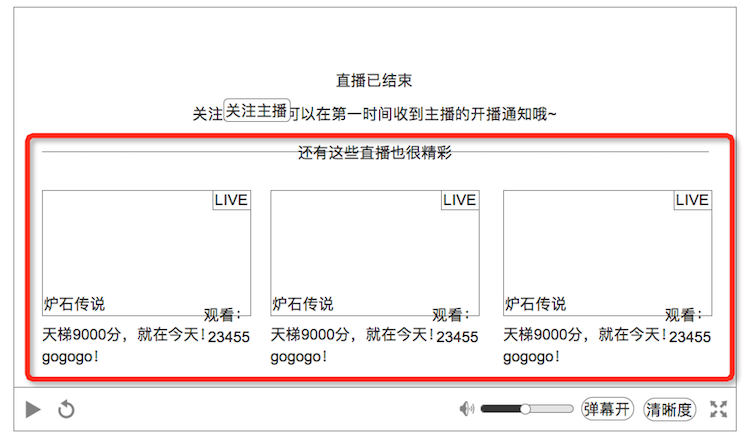 直播已结束
关注关注主播可以在第一时间收到主播的开播通知哦~
还有这些直播也很精彩
LIVE LIVE LIVE
炉石传说 炉石传说 炉石传说
观看： 观看： 观看：
天梯9000分，就在今天！23455 天梯9000分，就在今天！23455 天梯9000分，就在今天！23455
gogogo！ gogogo！ gogogo！
弹幕开 清晰度